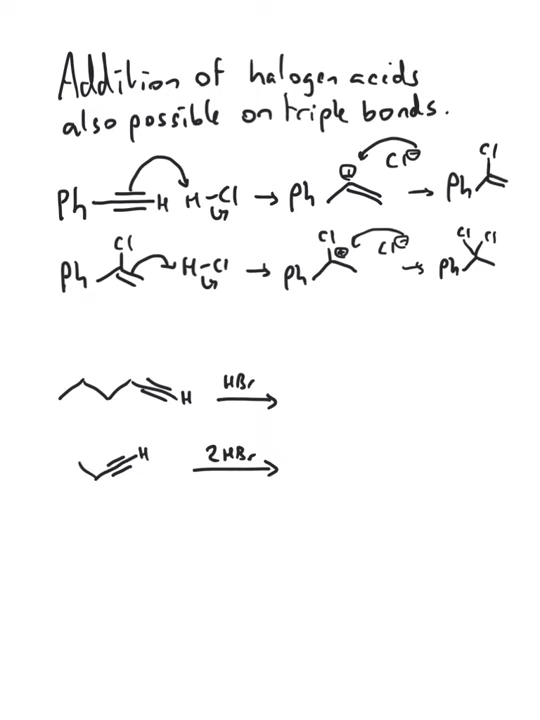 Addition of halogen acids
also possible on triple bonds.
Ph H H-Cl → Ph + Cl⊖ → Ph Cl
Ph Cl H-Cl → Ph Cl ⊕ Cl⊖ → Ph Cl Cl
H HBr →
H 2HBr →